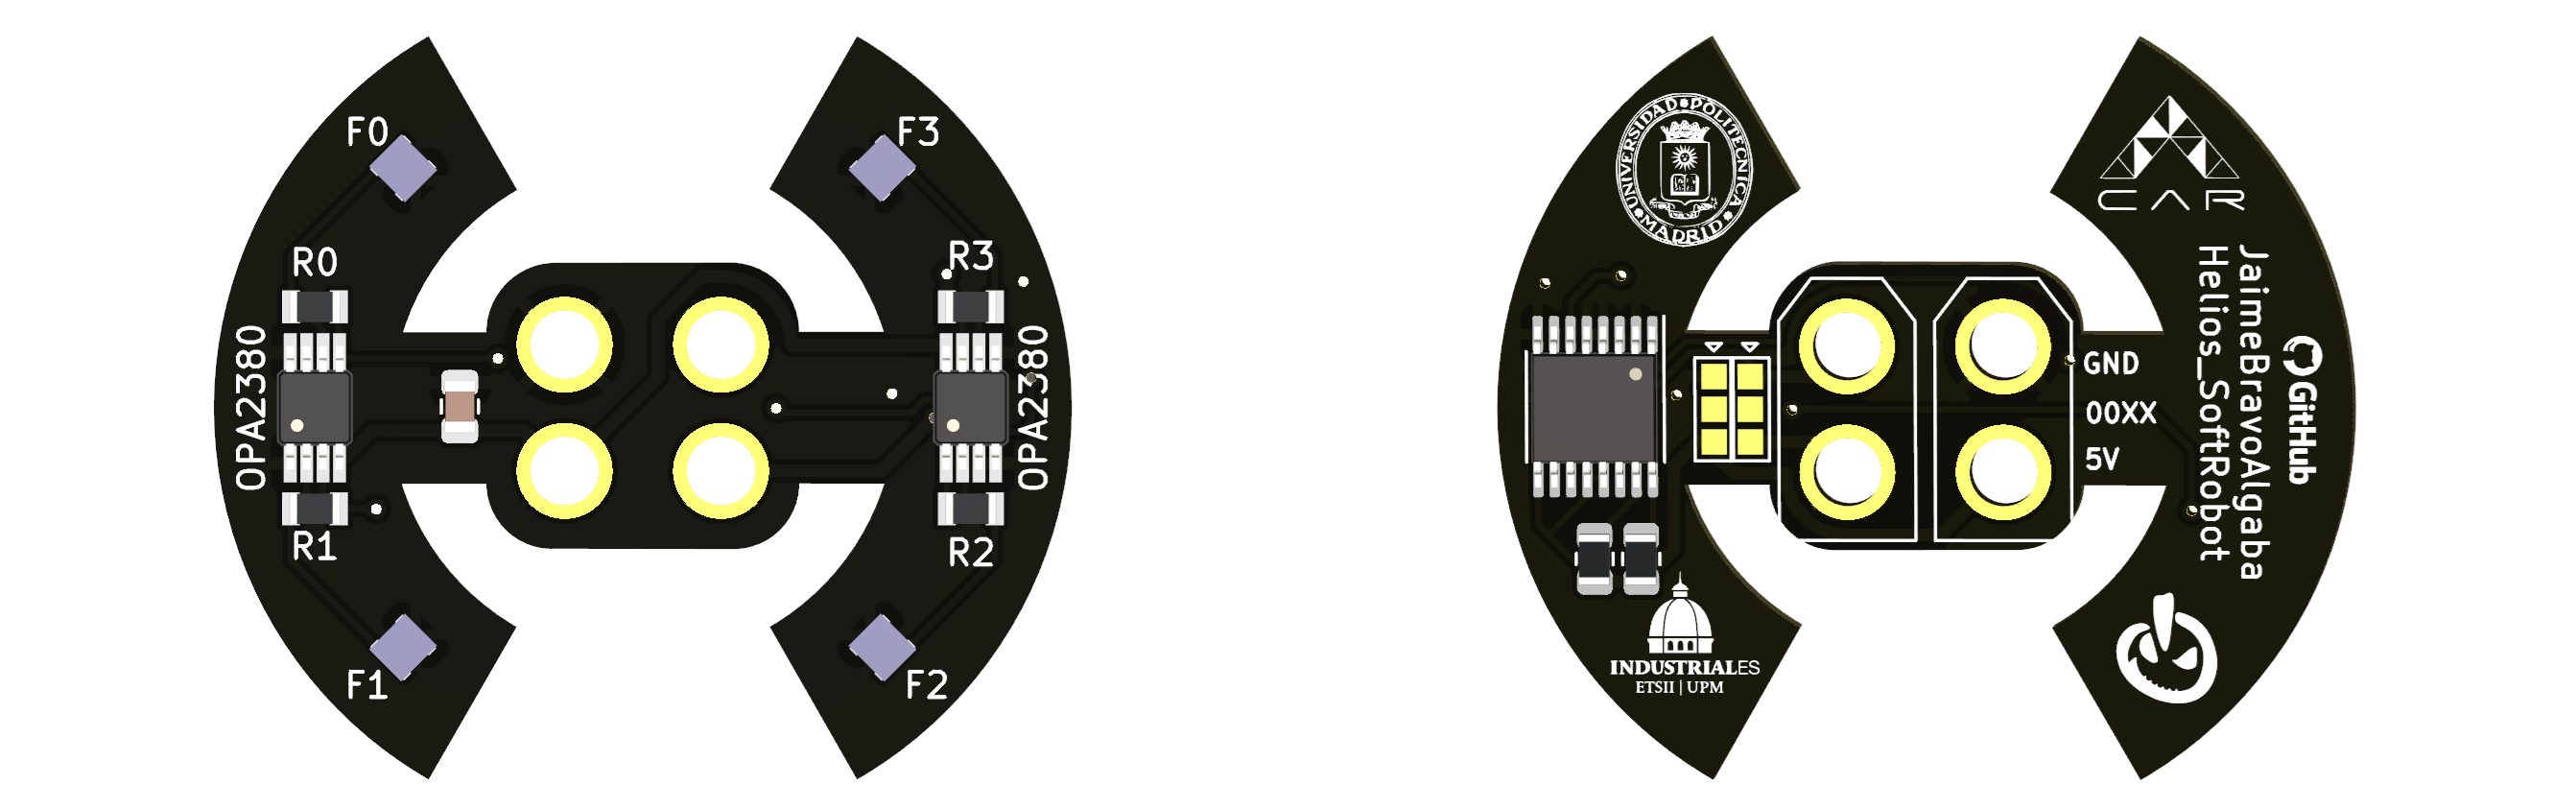 F0
F3
R0
R3
OPA2380
OPA2380
R1
R2
F1
F2
UNIVERSIDAD POLITECNICA
MADRID
CAR
GND
00XX
5V
JaimeBravoAlgaba
Helios_SoftRobot
GitHub
INDUSTRIALES
ETSII | UPM